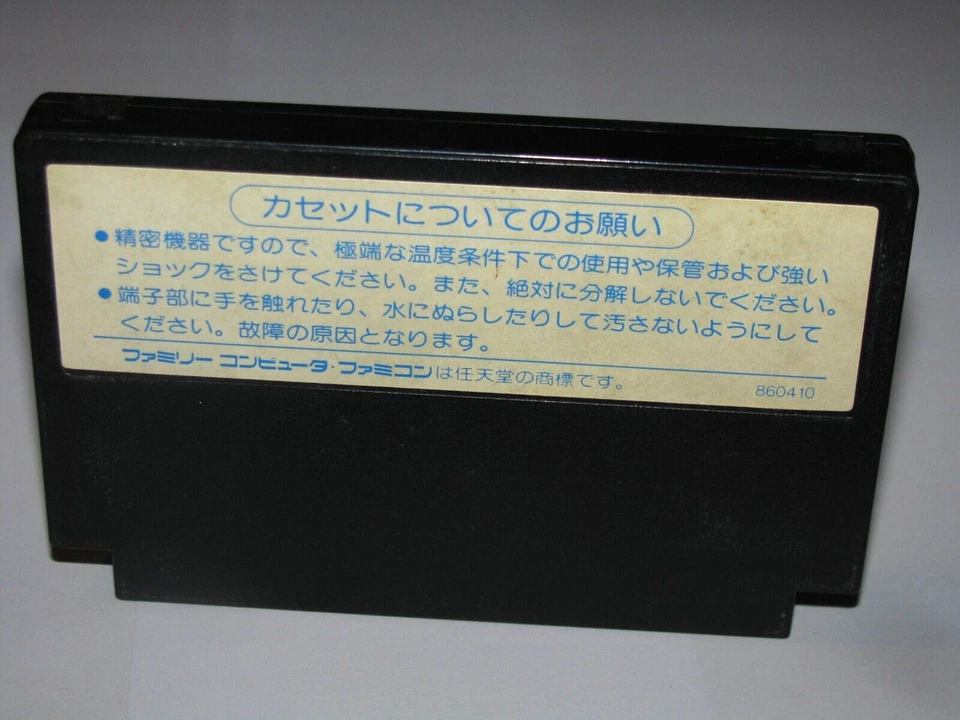 カセットについてのお願い
●精密機器ですので、極端な温度条件下での使用や保管および強い
ショックをさけてください。また、絶対に分解しないでください。
●端子部に手を触れたり、水にぬらしたりして汚さないようにして
ください。故障の原因となります。
ファミリー コンピュータ・ファミコンは任天堂の商標です。
860410